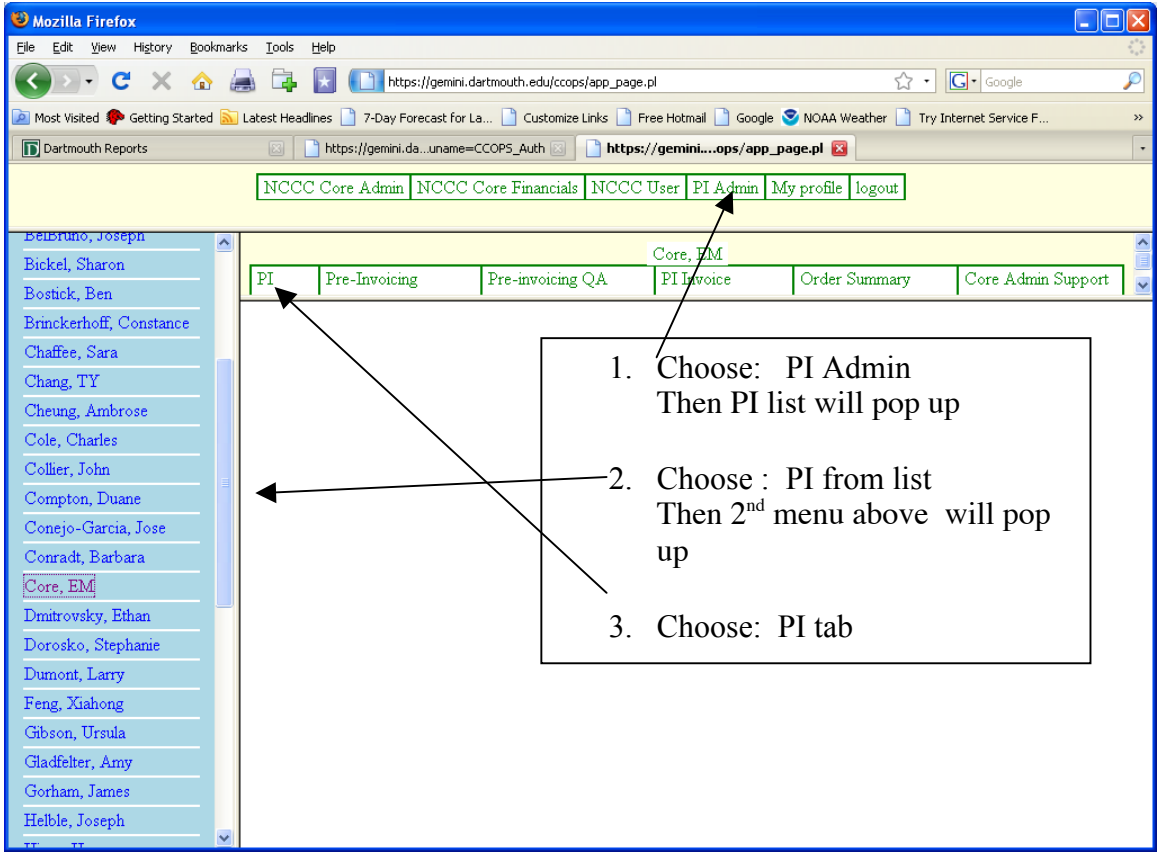 Mozilla Firefox
File Edit View History Bookmarks Tools Help
https://gemini.dartmouth.edu/ccops/app_page.pl
G Google
Most Visited Getting Started Latest Headlines 7-Day Forecast for La... Customize Links Free Hotmail Google NOAA Weather Try Internet Service F... »
Dartmouth Reports https://gemini.da...uname=CCOPS_Auth https://gemini....ops/app_page.pl
NCCC Core Admin NCCC Core Financials NCCC User PI Admin My profile logout
BelBruno, Joseph
Bickel, Sharon
Bostick, Ben
Brinckerhoff, Constance
Chaffee, Sara
Chang, TY
Cheung, Ambrose
Cole, Charles
Collier, John
Compton, Duane
Conejo-Garcia, Jose
Conradt, Barbara
Core, EM
Dmitrovsky, Ethan
Dorosko, Stephanie
Dumont, Larry
Feng, Xiahong
Gibson, Ursula
Gladfelter, Amy
Gorham, James
Helble, Joseph
Core, EM
PI Pre-Invoicing Pre-invoicing QA PI Invoice Order Summary Core Admin Support
1. Choose: PI Admin
Then PI list will pop up
2. Choose : PI from list
Then 2nd menu above will pop
up
3. Choose: PI tab